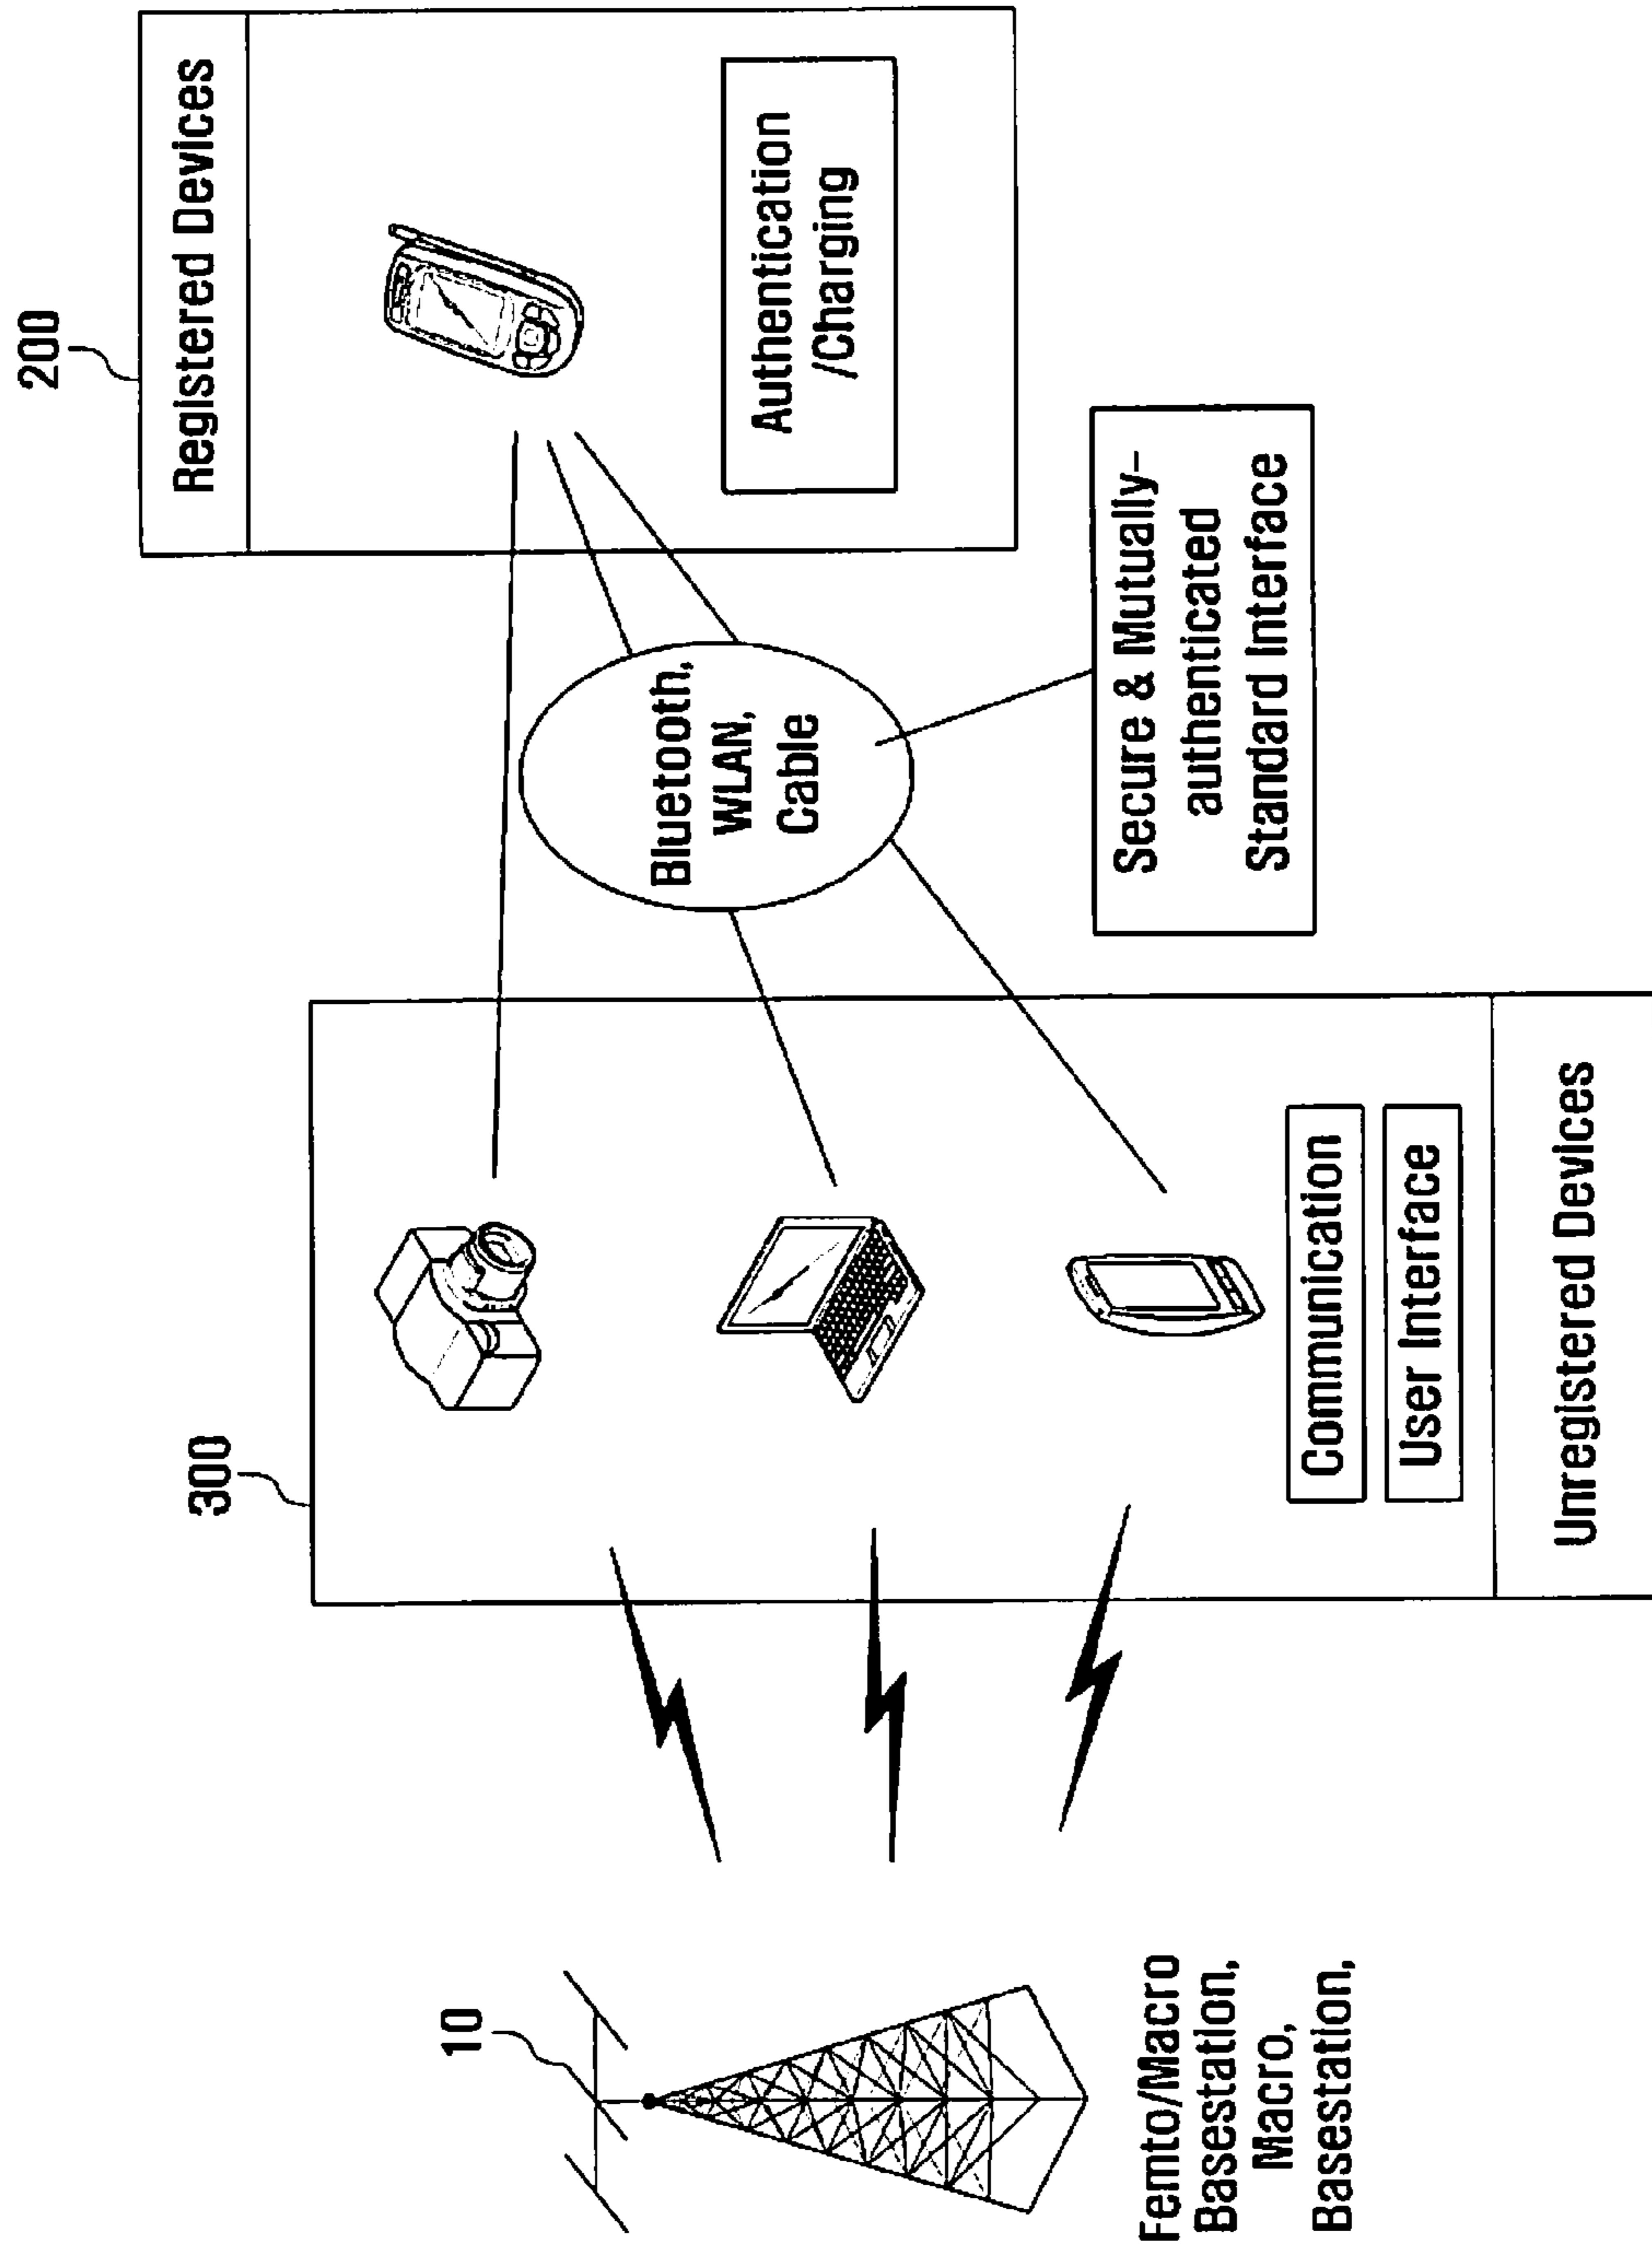 200
Registered Devices
Authentication
/Charging
Bluetooth,
WLAN,
Cable
Secure & Mutually-
authenticated
Standard Interface
300
Communication
User Interface
Unregistered Devices
10
Femto/Macro
Basestation,
Macro,
Basestation,